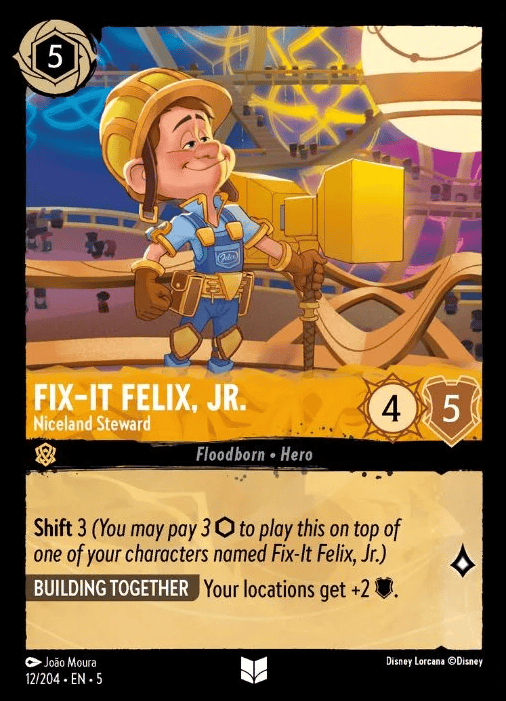 5
Felix
FIX-IT FELIX, JR.
Niceland Steward
4
5
Floodborn • Hero
Shift 3 (You may pay 3 ⬡ to play this on top of
one of your characters named Fix-It Felix, Jr.)
BUILDING TOGETHER Your locations get +2 .
João Moura
Disney Lorcana ©Disney
12/204 • EN • 5